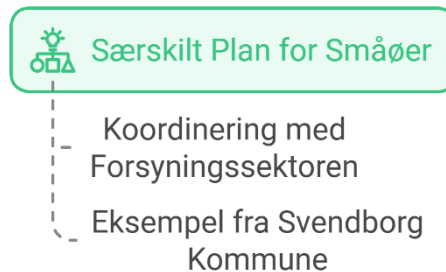 Særskilt Plan for Småøer
Koordinering med
Forsyningssektoren
Eksempel fra Svendborg
Kommune